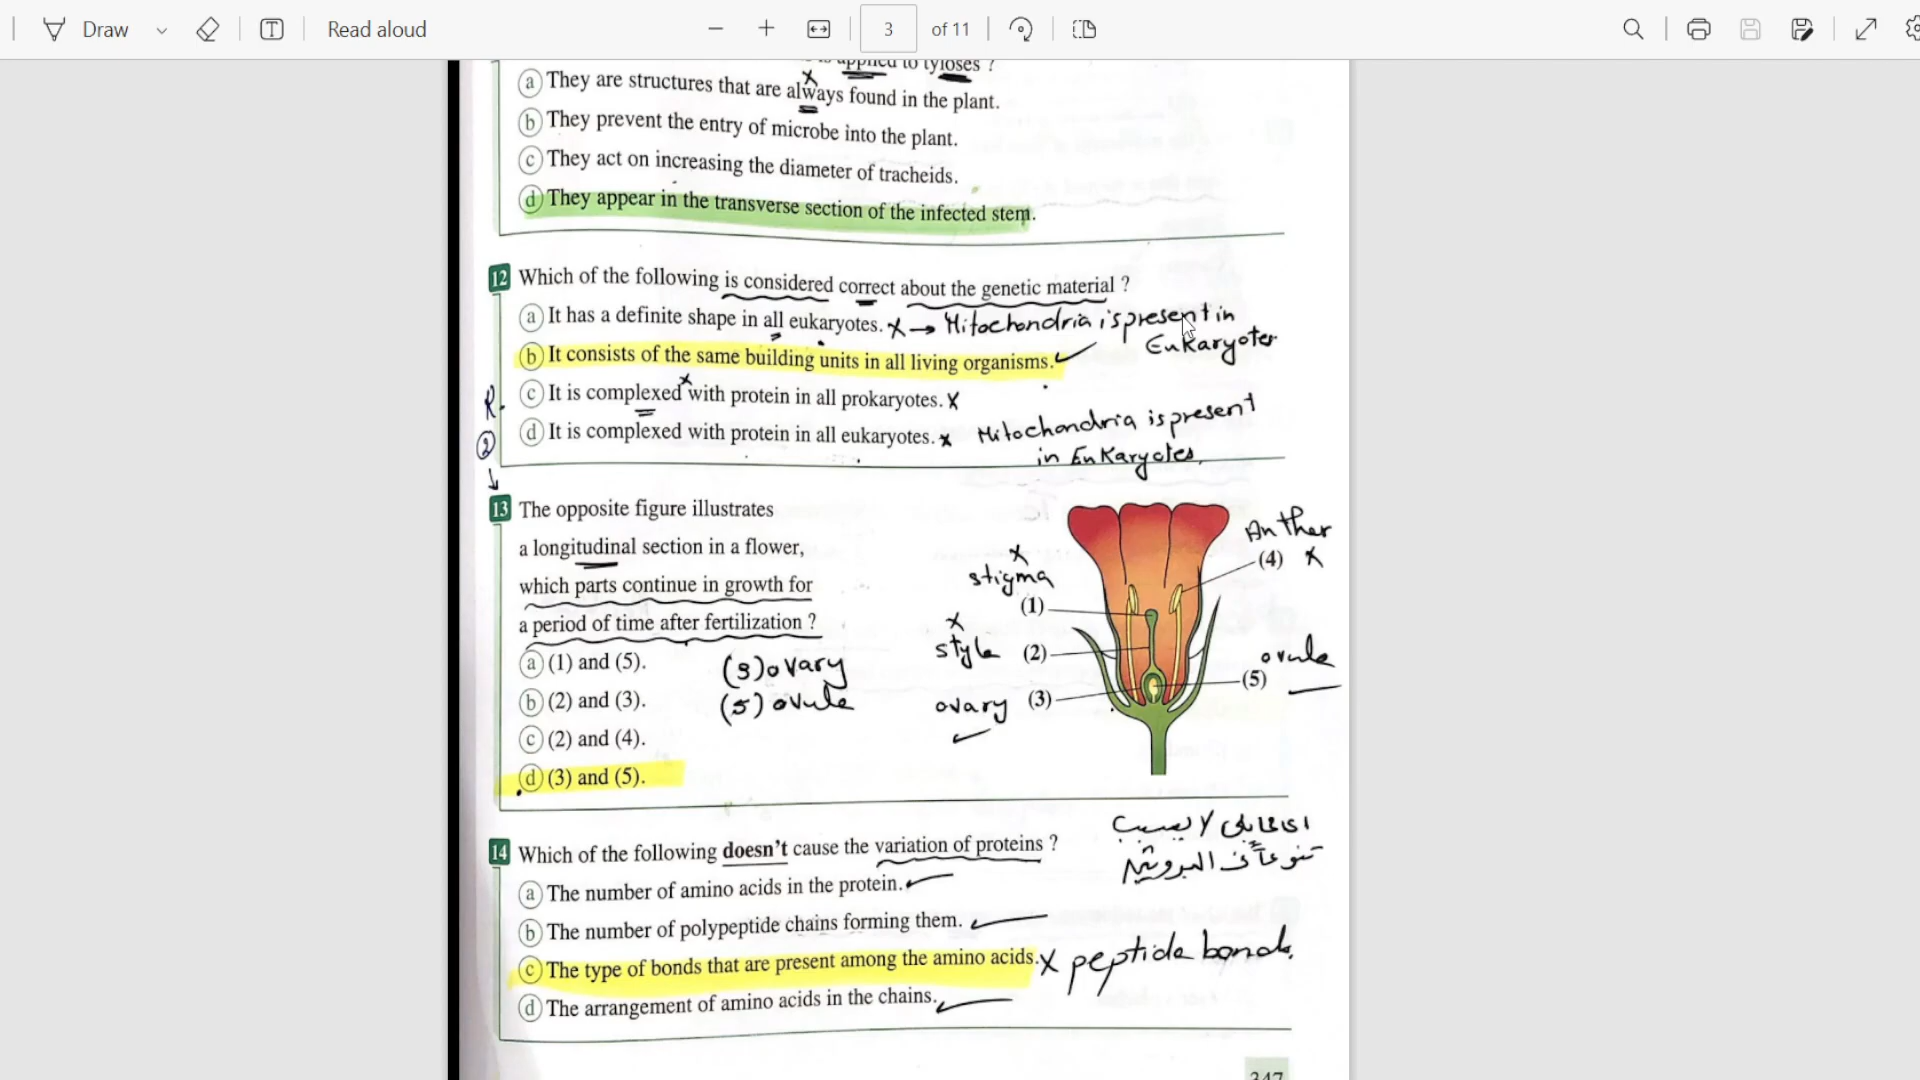 Draw
Read aloud
3 of 11
applied to tyloses ?
a They are structures that are always found in the plant.
b They prevent the entry of microbe into the plant.
c They act on increasing the diameter of tracheids.
d They appear in the transverse section of the infected stem.
12 Which of the following is considered correct about the genetic material ?
a It has a definite shape in all eukaryotes. x → Mitochondria is present in
Eukaryotes
b It consists of the same building units in all living organisms. ✓
c It is complexed with protein in all prokaryotes. x
d It is complexed with protein in all eukaryotes. x Mitochondria is present
in Eukaryotes.
R
2
↓
13 The opposite figure illustrates
a longitudinal section in a flower,
which parts continue in growth for
a period of time after fertilization ?
a (1) and (5).
b (2) and (3).
c (2) and (4).
d (3) and (5).
(3) ovary
(5) ovule
x
stigma
(1)
x
style (2)
ovary (3)
✓
Anther
(4) x
ovule
(5)
14 Which of the following doesn't cause the variation of proteins ?
لا يسبب
تنوعاً في البروتين
a The number of amino acids in the protein. ✓
b The number of polypeptide chains forming them. ✓
c The type of bonds that are present among the amino acids. x peptide bonds.
d The arrangement of amino acids in the chains. ✓
347